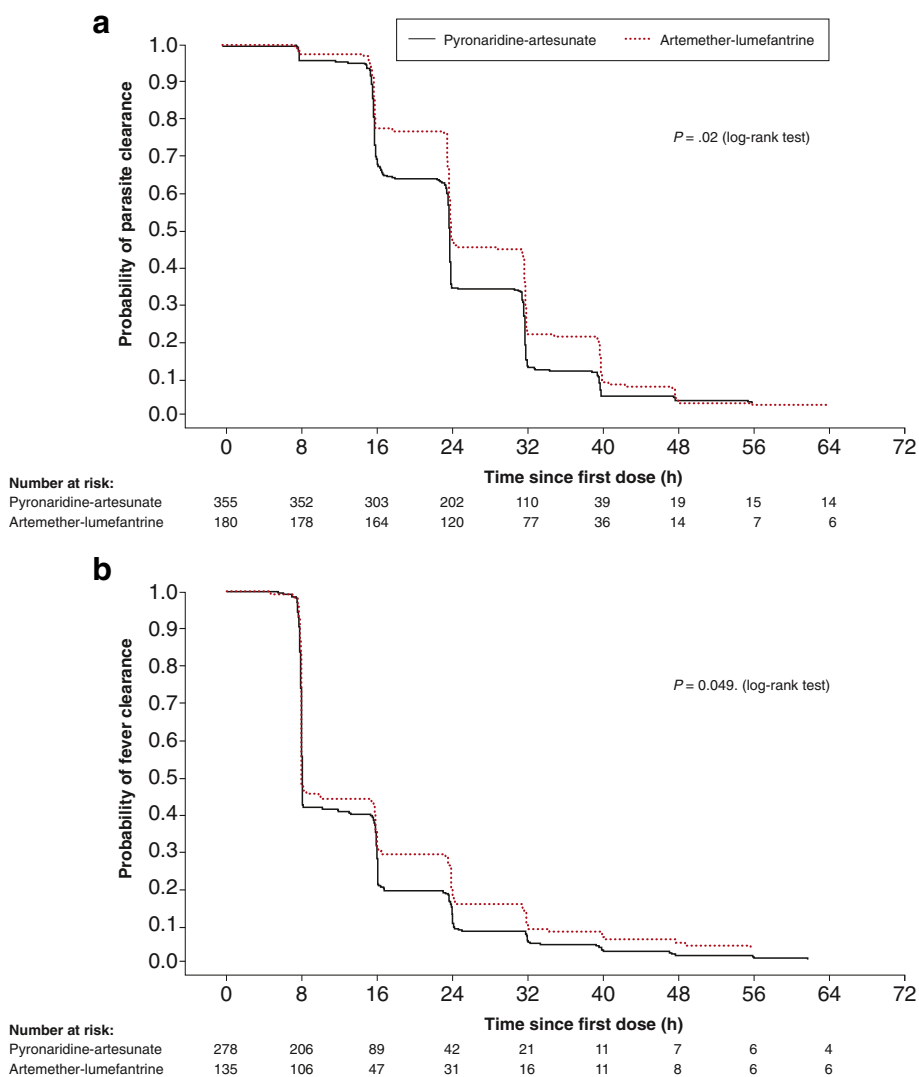 a
Pyronaridine-artesunate Artemether-lumefantrine
Probability of parasite clearance
1.0
0.9
0.8
0.7
0.6
0.5
0.4
0.3
0.2
0.1
0.0
P = .02 (log-rank test)
0 8 16 24 32 40 48 56 64 72
Time since first dose (h)
Number at risk:
Pyronaridine-artesunate 355 352 303 202 110 39 19 15 14
Artemether-lumefantrine 180 178 164 120 77 36 14 7 6
b
Probability of fever clearance
1.0
0.9
0.8
0.7
0.6
0.5
0.4
0.3
0.2
0.1
0.0
P = 0.049. (log-rank test)
0 8 16 24 32 40 48 56 64 72
Time since first dose (h)
Number at risk:
Pyronaridine-artesunate 278 206 89 42 21 11 7 6 4
Artemether-lumefantrine 135 106 47 31 16 11 8 6 6